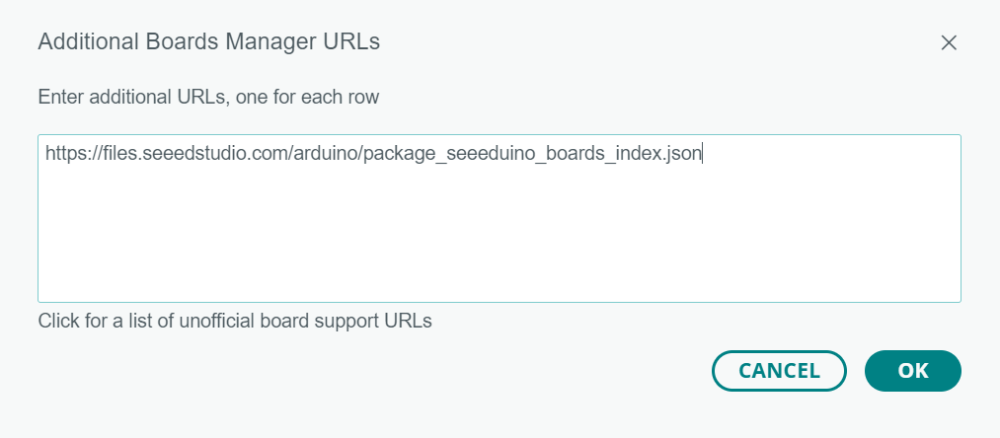 Additional Boards Manager URLs
Enter additional URLs, one for each row
https://files.seeedstudio.com/arduino/package_seeeduino_boards_index.json
Click for a list of unofficial board support URLs
CANCEL
OK